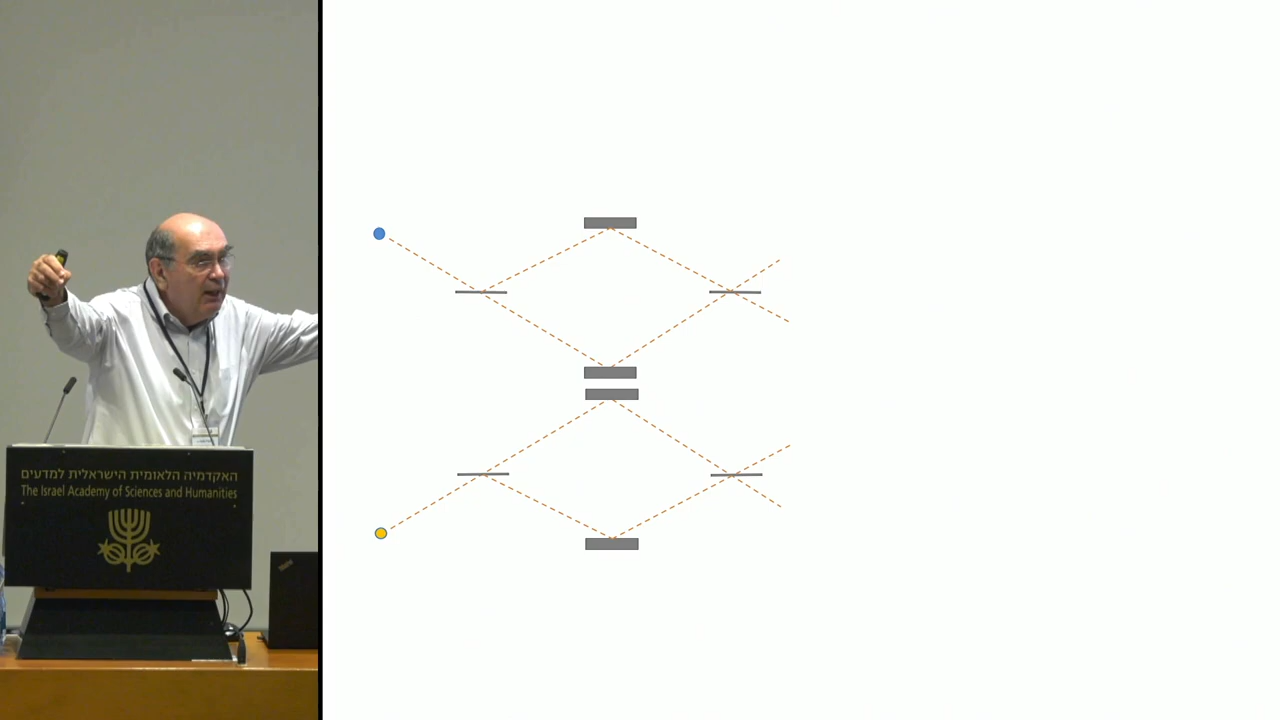 האקדמיה הלאומית הישראלית למדעים
The Israel Academy of Sciences and Humanities